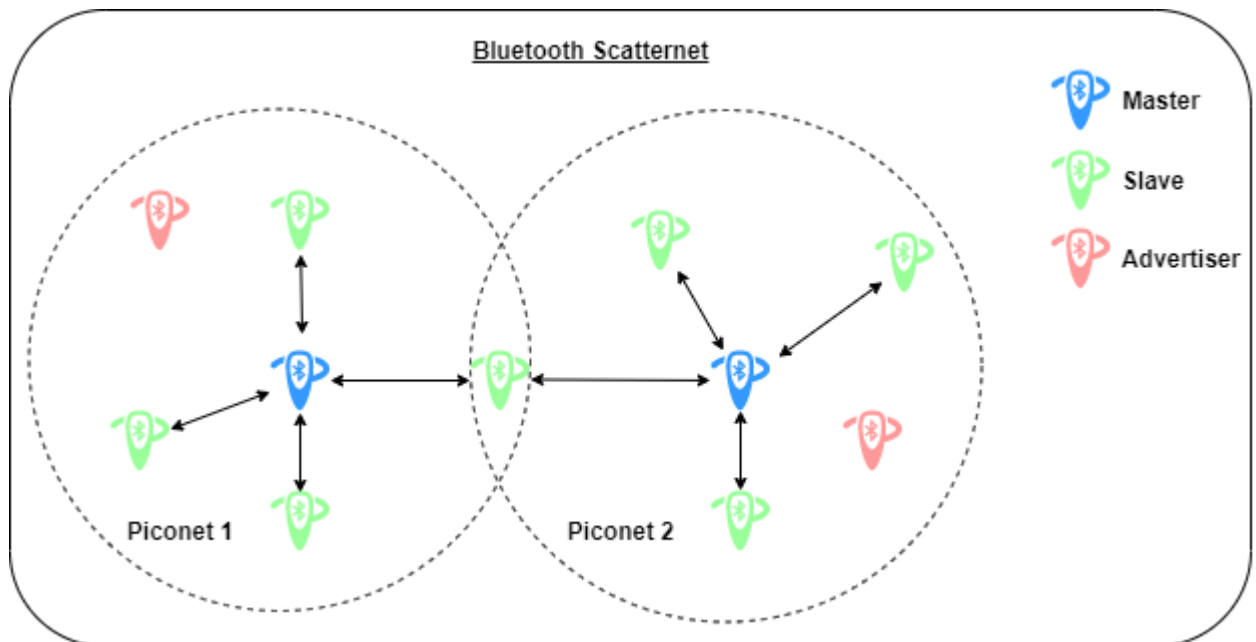 Bluetooth Scatternet
Master
Slave
Advertiser
Piconet 1
Piconet 2